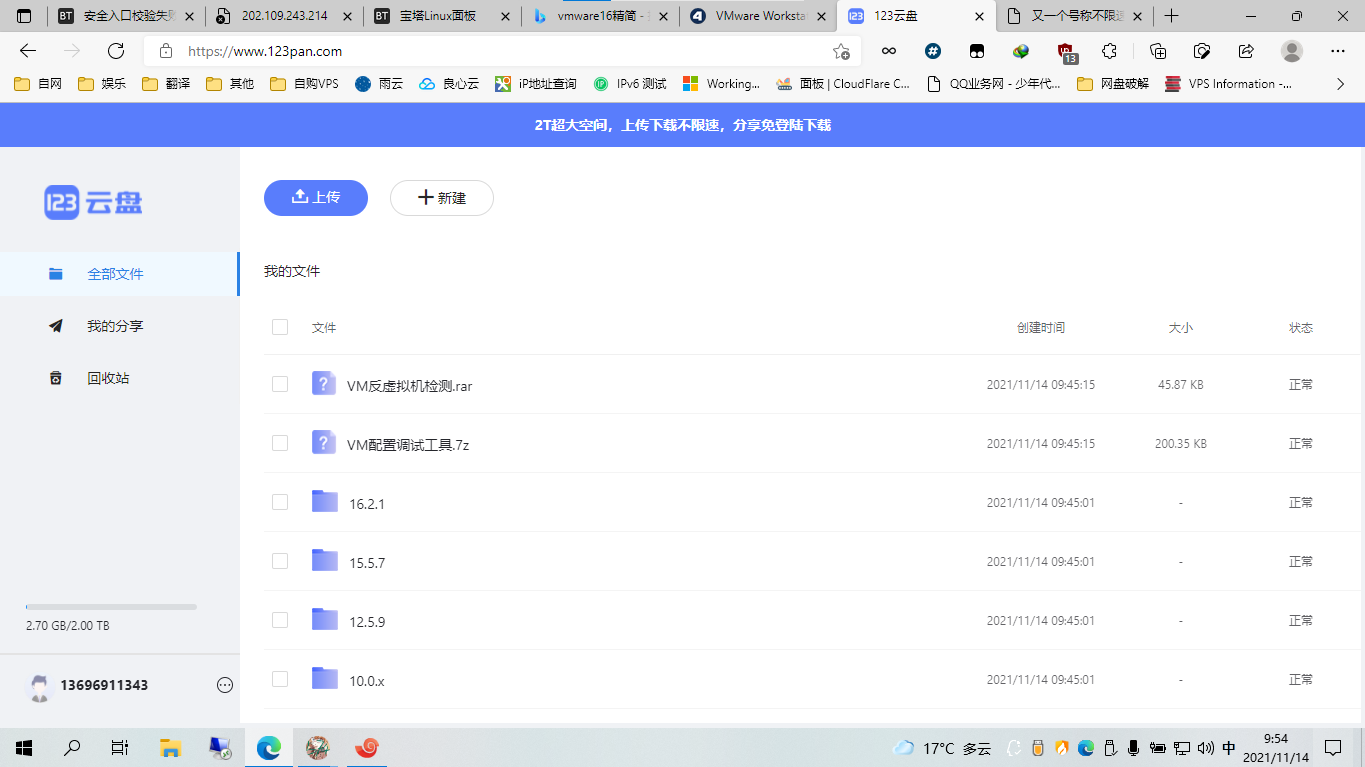 安全入口校验失败
202.109.243.214
宝塔Linux面板
vmware16精简 -
VMware Worksta
123云盘
又一个号称不限速
https://www.123pan.com
13
自网
娱乐
翻译
其他
自购VPS
雨云
良心云
iP地址查询
IPv6 测试
Working...
面板 | CloudFlare C...
QQ业务网 - 少年代...
网盘破解
VPS Information -...
2T超大空间，上传下载不限速，分享免登陆下载
123云盘
上传
新建
全部文件
我的分享
回收站
我的文件
文件 创建时间 大小 状态
VM反虚拟机检测.rar 2021/11/14 09:45:15 45.87 KB 正常
VM配置调试工具.7z 2021/11/14 09:45:15 200.35 KB 正常
16.2.1 2021/11/14 09:45:01 - 正常
15.5.7 2021/11/14 09:45:01 - 正常
12.5.9 2021/11/14 09:45:01 - 正常
10.0.x 2021/11/14 09:45:01 - 正常
2.70 GB/2.00 TB
13696911343
17°C 多云
中
9:54
2021/11/14